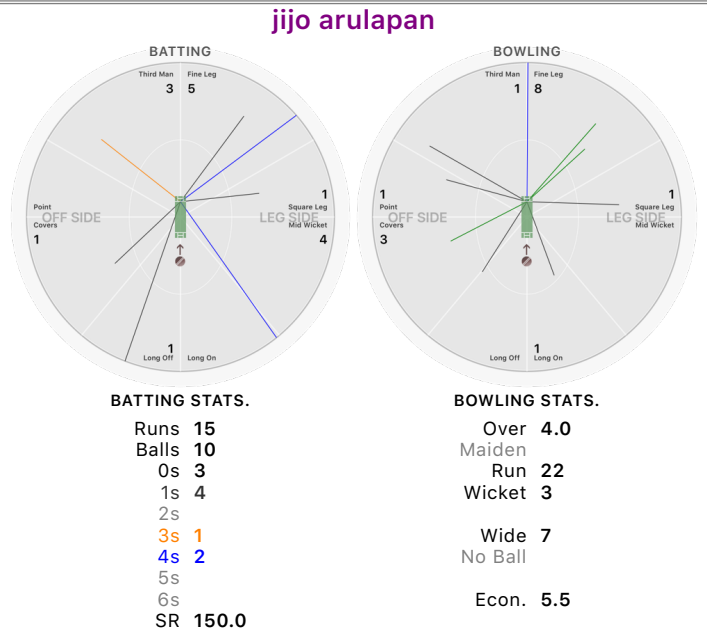 jijo arulapan
BATTING
Third Man Fine Leg
3 5
1
Point Square Leg
OFF SIDE LEG SIDE
Covers Mid Wicket
1 4
1
Long Off Long On
BATTING STATS.
Runs 15
Balls 10
0s 3
1s 4
2s
3s 1
4s 2
5s
6s
SR 150.0
BOWLING
Third Man Fine Leg
1 8
1 1
Point Square Leg
OFF SIDE LEG SIDE
Covers Mid Wicket
3
1
Long Off Long On
BOWLING STATS.
Over 4.0
Maiden
Run 22
Wicket 3
Wide 7
No Ball
Econ. 5.5